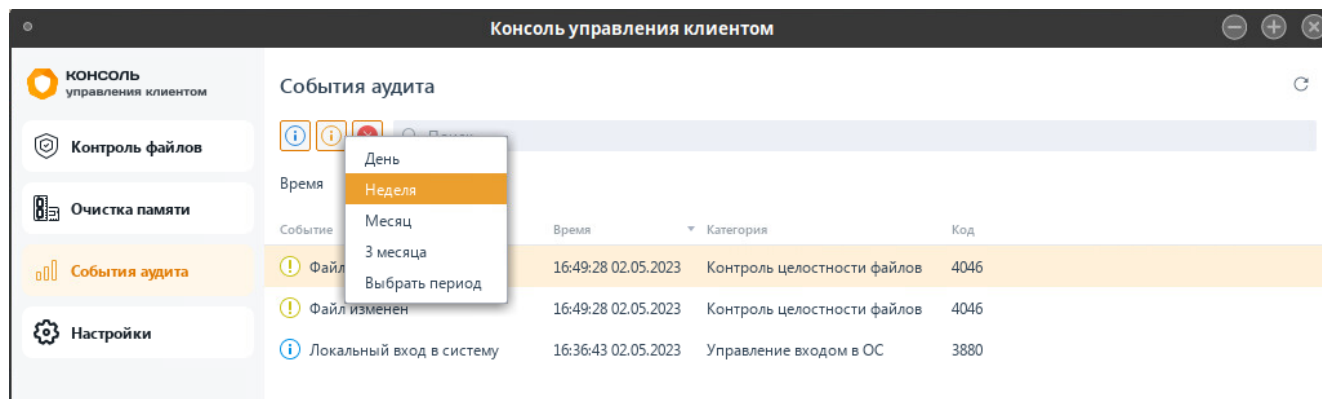 Консоль управления клиентом
КОНСОЛЬ
управления клиентом
Контроль файлов
Очистка памяти
События аудита
Настройки
События аудита
Время
День
Неделя
Месяц
3 месяца
Выбрать период
Событие Время Категория Код
Файл 16:49:28 02.05.2023 Контроль целостности файлов 4046
Файл изменен 16:49:28 02.05.2023 Контроль целостности файлов 4046
Локальный вход в систему 16:36:43 02.05.2023 Управление входом в ОС 3880